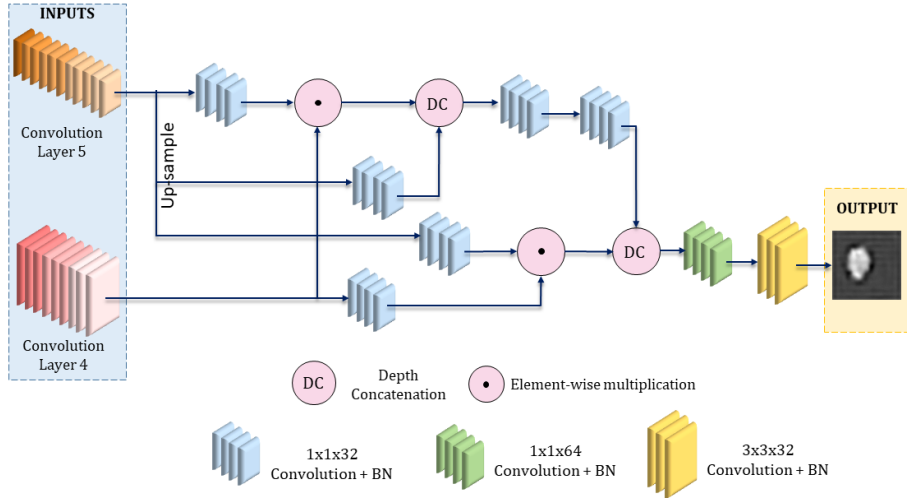 INPUTS
Convolution
Layer 5
Up-sample
DC
DC
Convolution
Layer 4
OUTPUT
DC
Depth
Concatenation
Element-wise multiplication
1x1x32
Convolution + BN
1x1x64
Convolution + BN
3x3x32
Convolution + BN